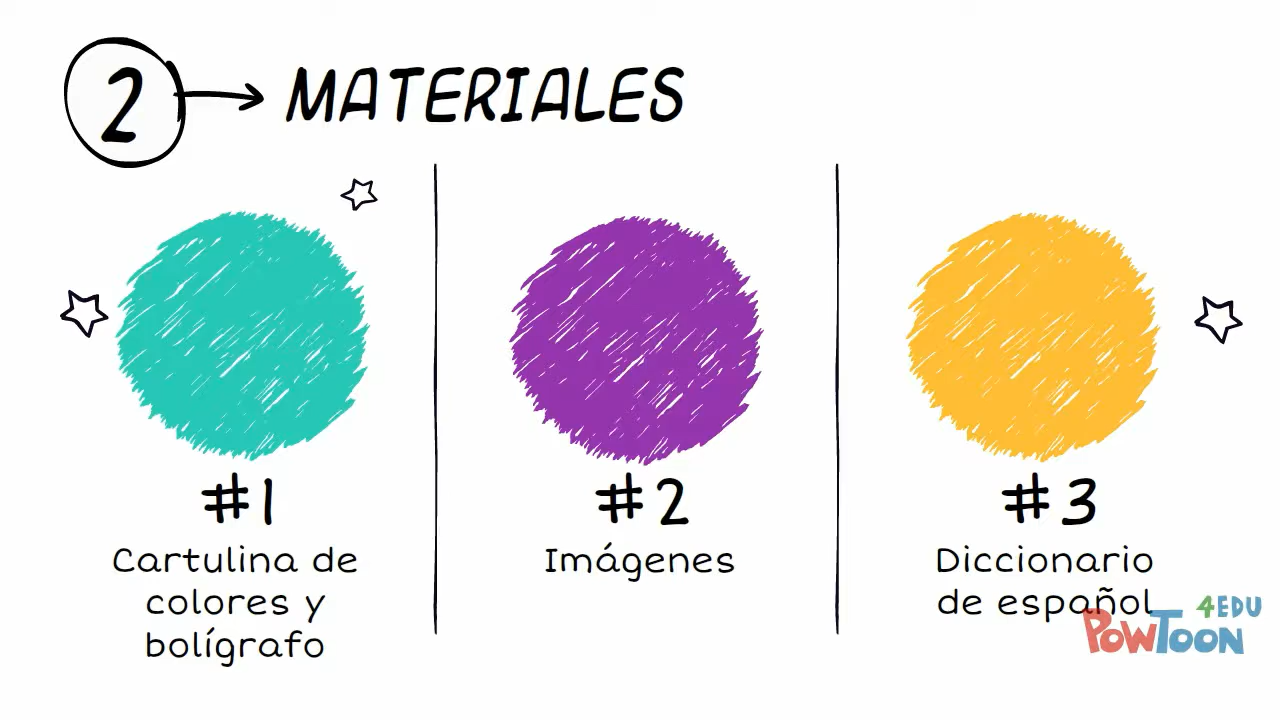 2 MATERIALES
#1
Cartulina de
colores y
bolígrafo
#2
Imágenes
#3
Diccionario
de español
4EDU
POWTOON